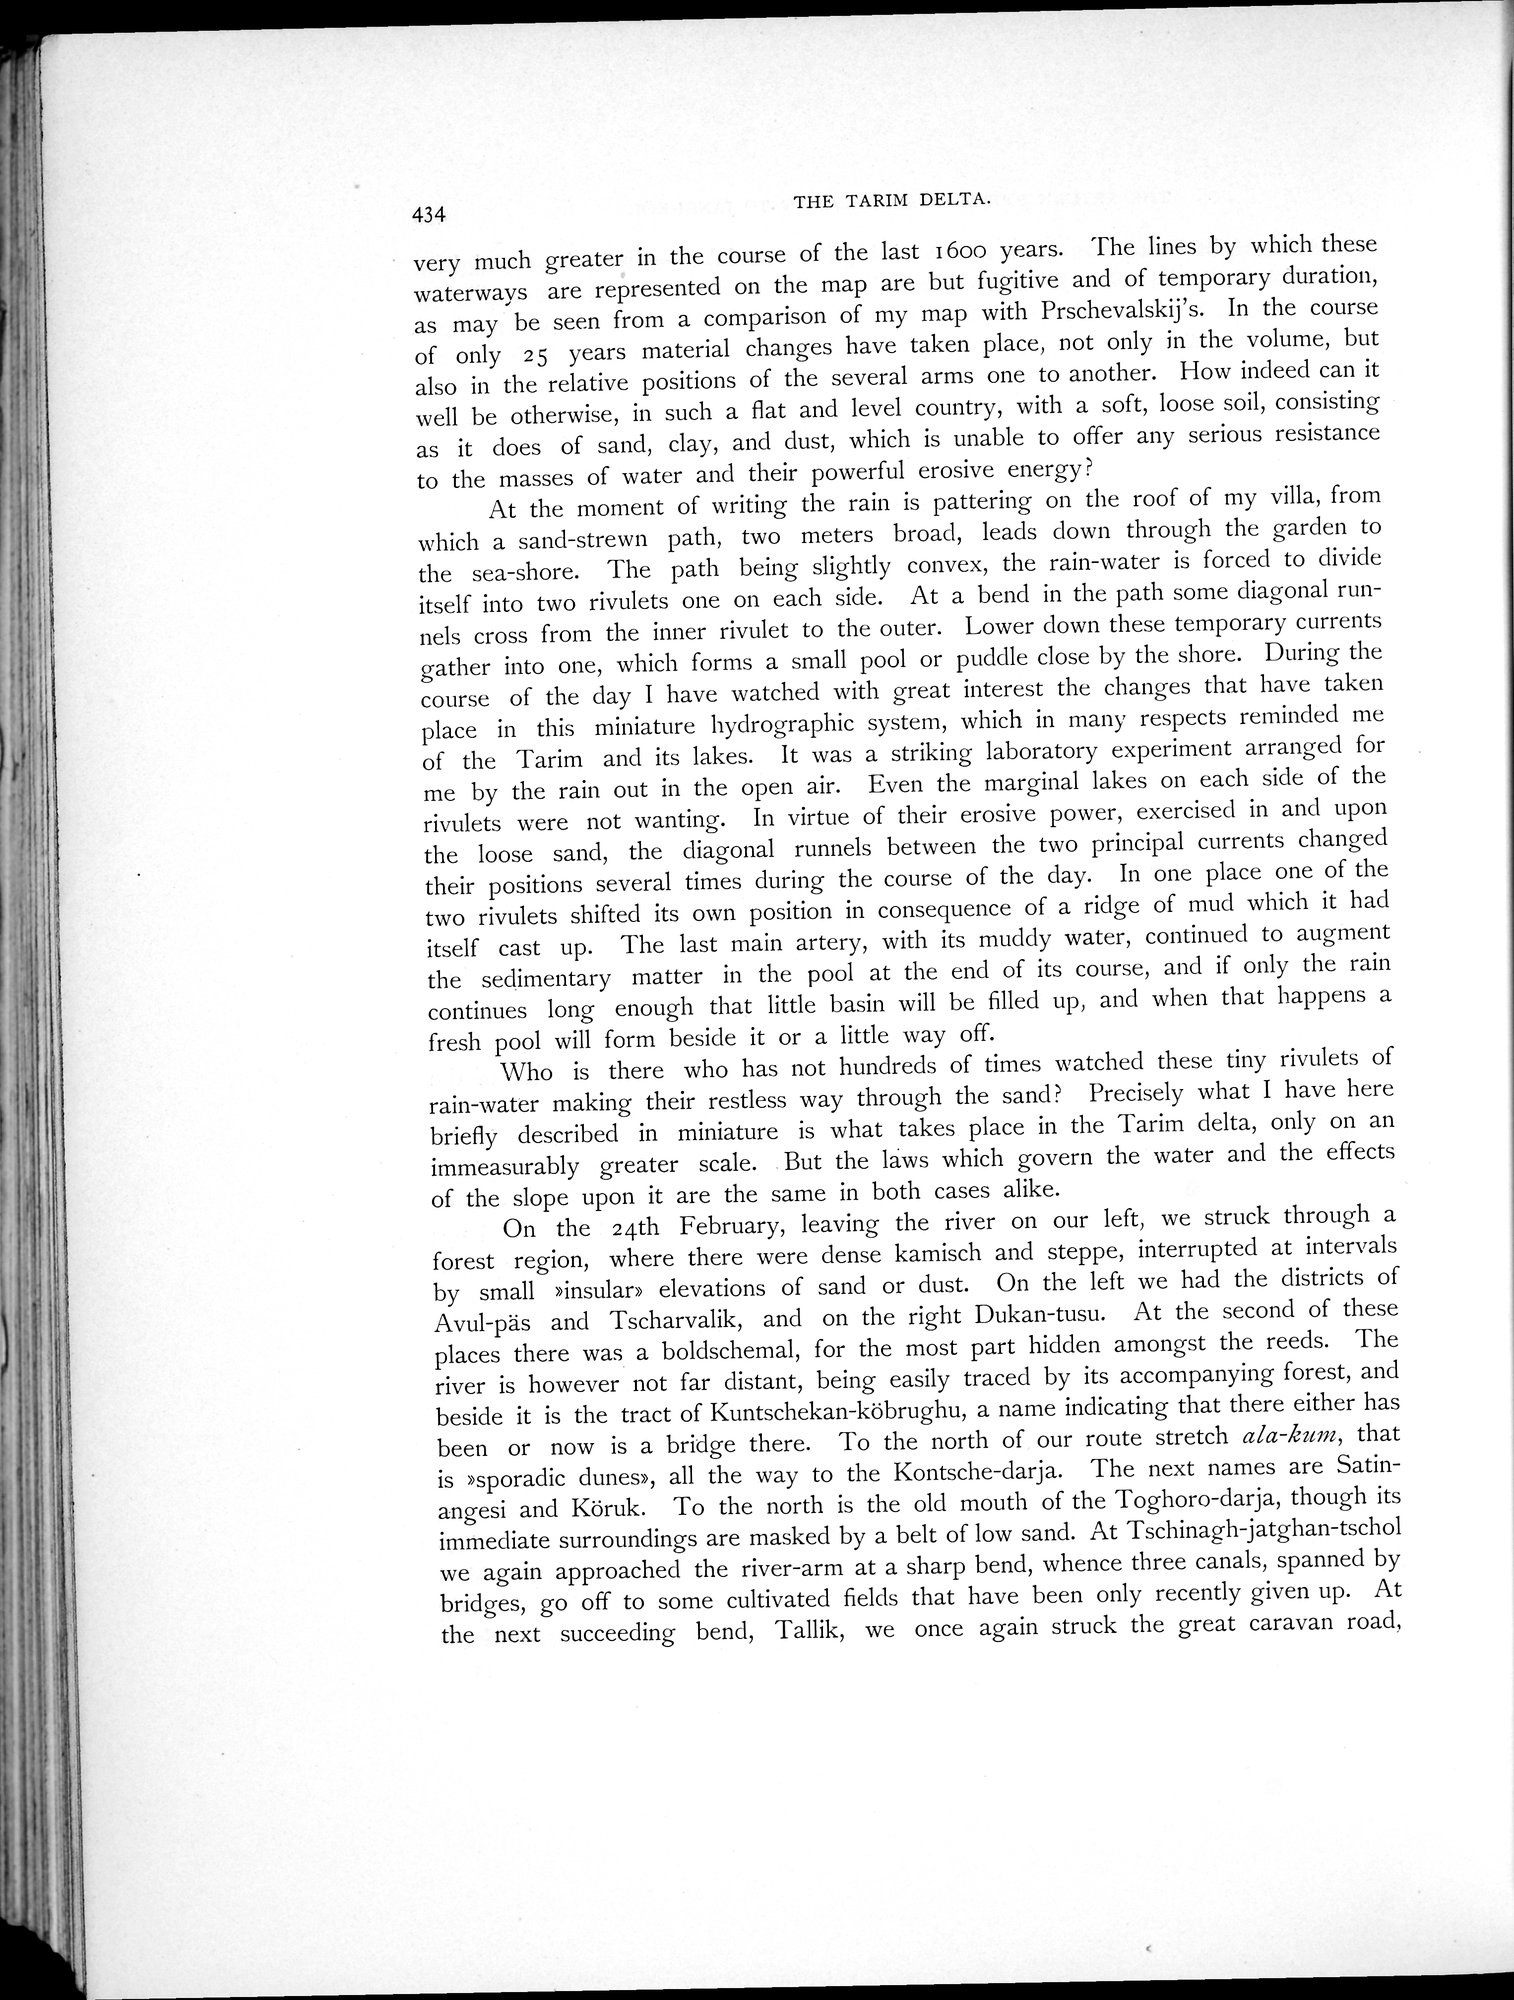 434
THE TARIM DELTA.
very much greater in the course of the last 1600 years. The lines by which these
waterways are represented on the map are but fugitive and of temporary duration,
as may be seen from a comparison of my map with Prschevalskij's. In the course
of only 25 years material changes have taken place, not only in the volume, but
also in the relative positions of the several arms one to another. How indeed can it
well be otherwise, in such a flat and level country, with a soft, loose soil, consisting
as it does of sand, clay, and dust, which is unable to offer any serious resistance
to the masses of water and their powerful erosive energy?
At the moment of writing the rain is pattering on the roof of my villa, from
which a sand-strewn path, two meters broad, leads down through the garden to
the sea-shore. The path being slightly convex, the rain-water is forced to divide
itself into two rivulets one on each side. At a bend in the path some diagonal run-
nels cross from the inner rivulet to the outer. Lower down these temporary currents
gather into one, which forms a small pool or puddle close by the shore. During the
course of the day I have watched with great interest the changes that have taken
place in this miniature hydrographic system, which in many respects reminded me
of the Tarim and its lakes. It was a striking laboratory experiment arranged for
me by the rain out in the open air. Even the marginal lakes on each side of the
rivulets were not wanting. In virtue of their erosive power, exercised in and upon
the loose sand, the diagonal runnels between the two principal currents changed
their positions several times during the course of the day. In one place one of the
two rivulets shifted its own position in consequence of a ridge of mud which it had
itself cast up. The last main artery, with its muddy water, continued to augment
the sedimentary matter in the pool at the end of its course, and if only the rain
continues long enough that little basin will be filled up, and when that happens a
fresh pool will form beside it or a little way off.
Who is there who has not hundreds of times watched these tiny rivulets of
rain-water making their restless way through the sand? Precisely what I have here
briefly described in miniature is what takes place in the Tarim delta, only on an
immeasurably greater scale. But the laws which govern the water and the effects
of the slope upon it are the same in both cases alike.
On the 24th February, leaving the river on our left, we struck through a
forest region, where there were dense kamisch and steppe, interrupted at intervals
by small »insular» elevations of sand or dust. On the left we had the districts of
Avul-päs and Tscharvalik, and on the right Dukan-tusu. At the second of these
places there was a boldschemal, for the most part hidden amongst the reeds. The
river is however not far distant, being easily traced by its accompanying forest, and
beside it is the tract of Kuntschekan-köbrughu, a name indicating that there either has
been or now is a bridge there. To the north of our route stretch ala-kum, that
is »sporadic dunes», all the way to the Kontsche-darja. The next names are Satin-
angesi and Köruk. To the north is the old mouth of the Toghoro-darja, though its
immediate surroundings are masked by a belt of low sand. At Tschinagh-jatghan-tschol
we again approached the river-arm at a sharp bend, whence three canals, spanned by
bridges, go off to some cultivated fields that have been only recently given up. At
the next succeeding bend, Tallik, we once again struck the great caravan road,